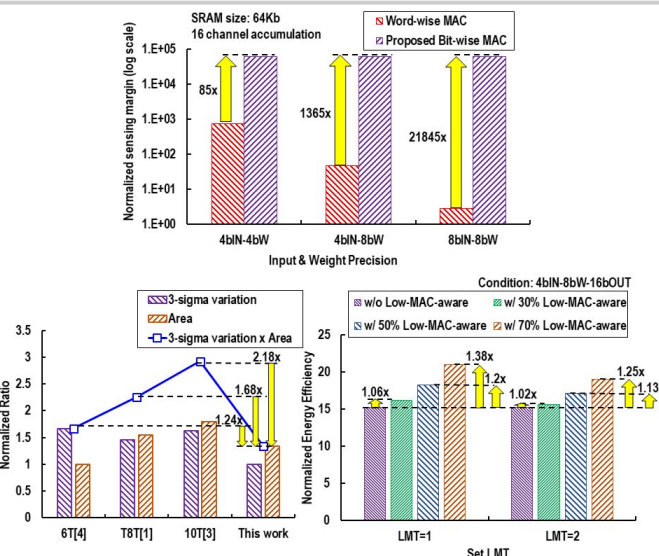 SRAM size: 64Kb
16 channel accumulation
Word-wise MAC
Proposed Bit-wise MAC
Normalized sensing margin (log scale)
1.E+05
1.E+04
1.E+03
1.E+02
1.E+01
1.E+00
85x
1365x
21845x
4bIN-4bW
4bIN-8bW
8bIN-8bW
Input & Weight Precision
3-sigma variation
Area
3-sigma variation x Area
Normalized Ratio
3.5
3
2.5
2
1.5
1
0.5
0
2.18x
1.68x
1.24x
6T[4]
T8T[1]
10T[3]
This work
Condition: 4bIN-8bW-16bOUT
w/o Low-MAC-aware
w/ 30% Low-MAC-aware
w/ 50% Low-MAC-aware
w/ 70% Low-MAC-aware
Normalized Energy Efficiency
25
20
15
10
5
0
1.06x
1.38x
1.2x
1.02x
1.25x
1.13
LMT=1
LMT=2
Set LMT